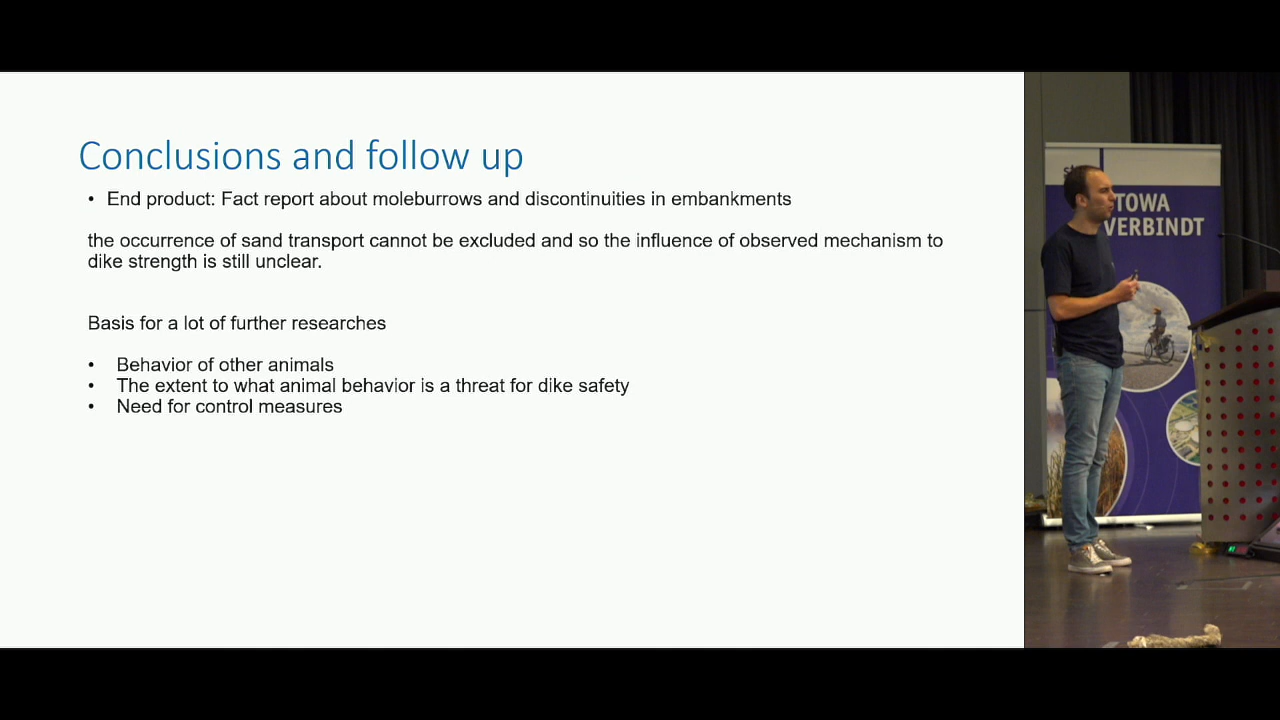 Conclusions and follow up
• End product: Fact report about moleburrows and discontinuities in embankments
the occurrence of sand transport cannot be excluded and so the influence of observed mechanism to
dike strength is still unclear.
Basis for a lot of further researches
• Behavior of other animals
• The extent to what animal behavior is a threat for dike safety
• Need for control measures
TOWA
VERBINDT